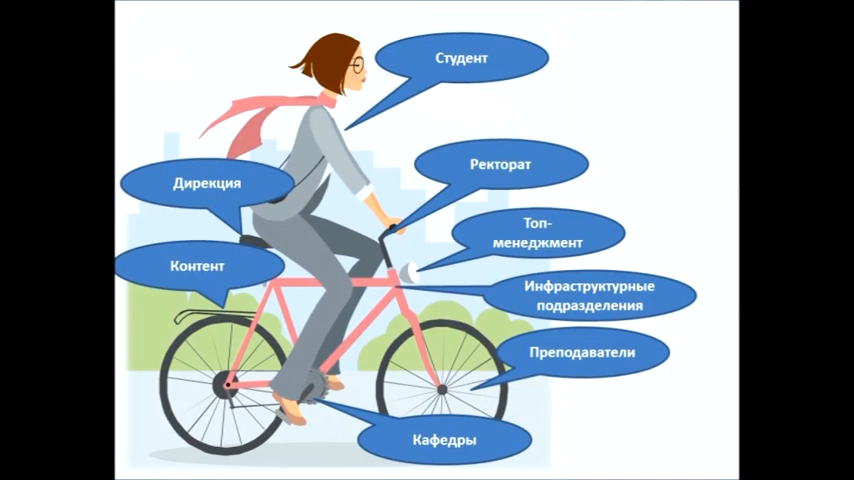 Студент
Ректорат
Дирекция
Топ-
менеджмент
Контент
Инфраструктурные
подразделения
Преподаватели
Кафедры